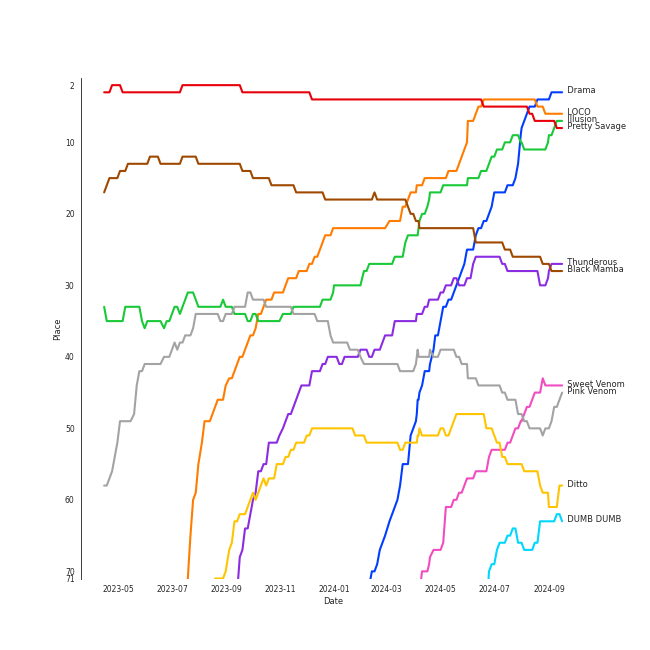 2
10
20
30
40
50
60
70
71
Place
2023-05 2023-07 2023-09 2023-11 2024-01 2024-03 2024-05 2024-07 2024-09
Date
Drama
LOCO
Illusion
Pretty Savage
Thunderous
Black Mamba
Sweet Venom
Pink Venom
Ditto
DUMB DUMB